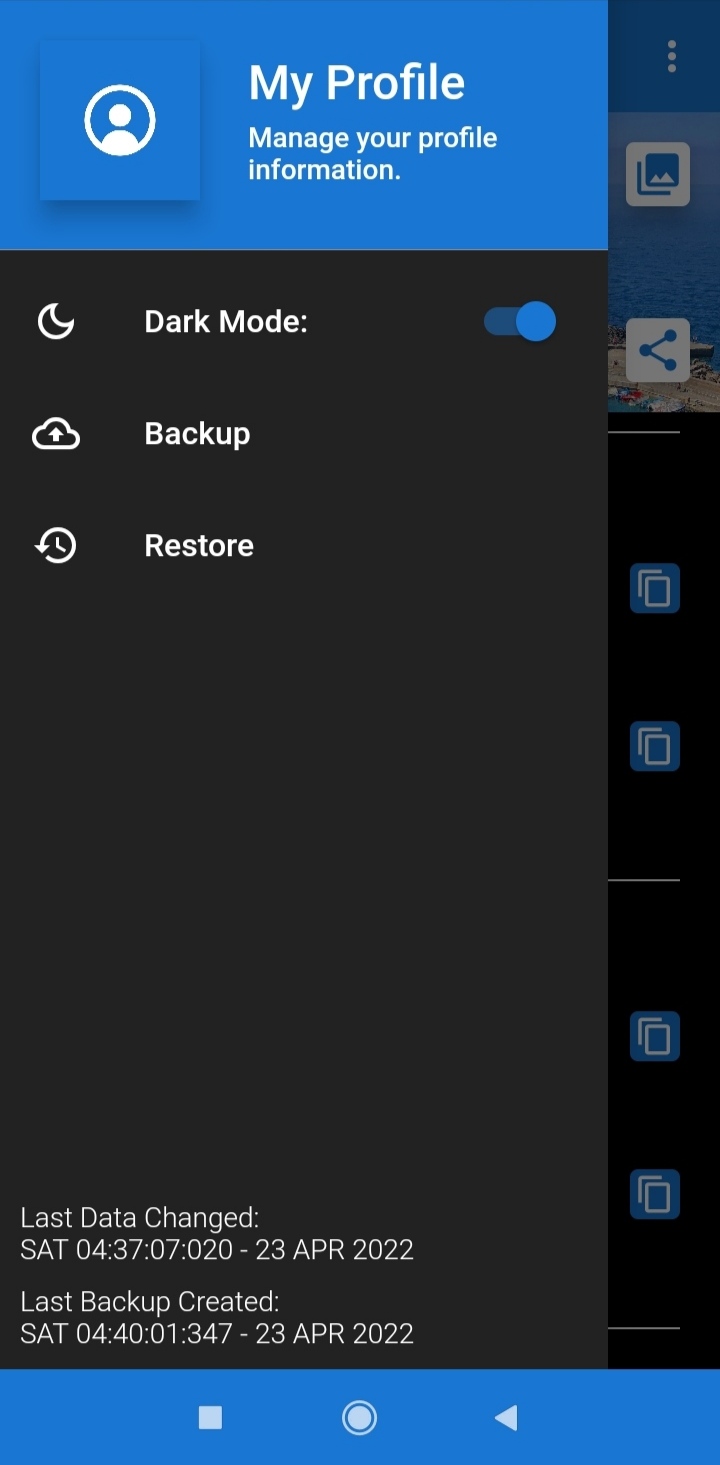 My Profile
Manage your profile
information.
Dark Mode:
Backup
Restore
Last Data Changed:
SAT 04:37:07:020 - 23 APR 2022
Last Backup Created:
SAT 04:40:01:347 - 23 APR 2022